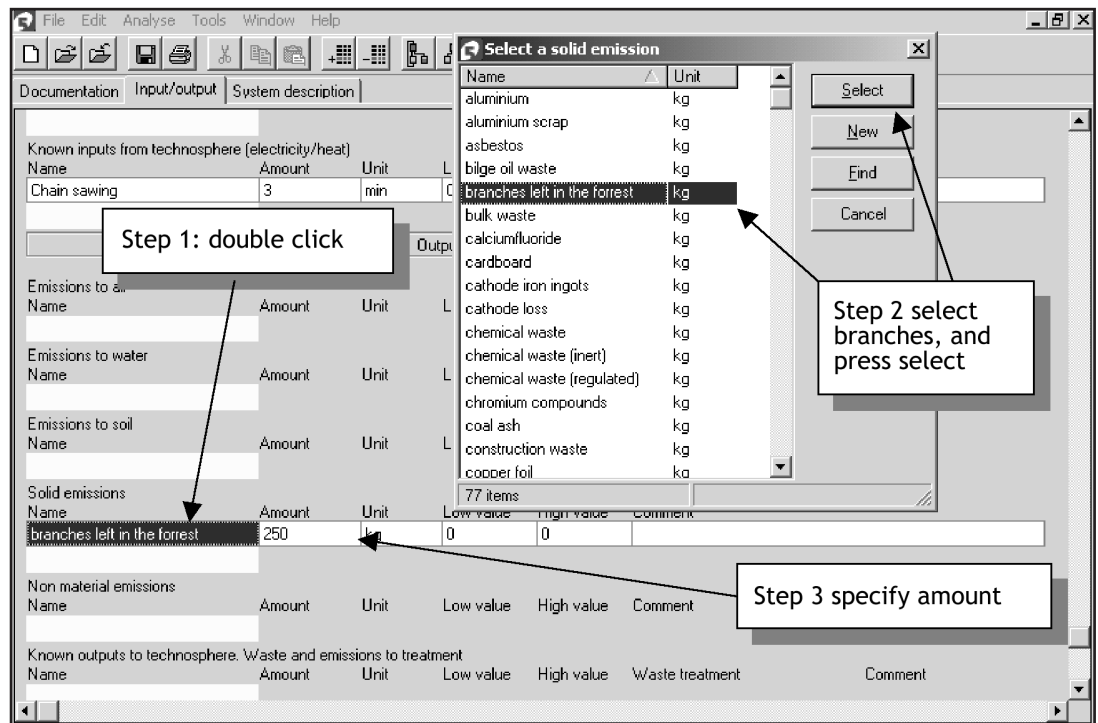 File Edit Analyse Tools Window Help
Documentation Input/output System description
Known inputs from technosphere (electricity/heat)
Name Amount Unit L
Chain sawing 3 min
Outpu
Emissions to
Name Amount Unit L
Emissions to water
Name Amount Unit L
Emissions to soil
Name Amount Unit L
Solid emissions
Name Amount Unit Low value High value Comment
branches left in the forrest 250 kg 0 0
Non material emissions
Name Amount Unit Low value High value Comment
Known outputs to technosphere. Waste and emissions to treatment
Name Amount Unit Low value High value Waste treatment Comment
Select a solid emission
Name Unit
aluminium kg
aluminium scrap kg
asbestos kg
bilge oil waste kg
branches left in the forrest kg
bulk waste kg
calciumfluoride kg
cardboard kg
cathode iron ingots kg
cathode loss kg
chemical waste kg
chemical waste (inert) kg
chemical waste (regulated) kg
chromium compounds kg
coal ash kg
construction waste kg
copper foil kg
77 items
Select
New
Find
Cancel
Step 1: double click
Step 2 select
branches, and
press select
Step 3 specify amount